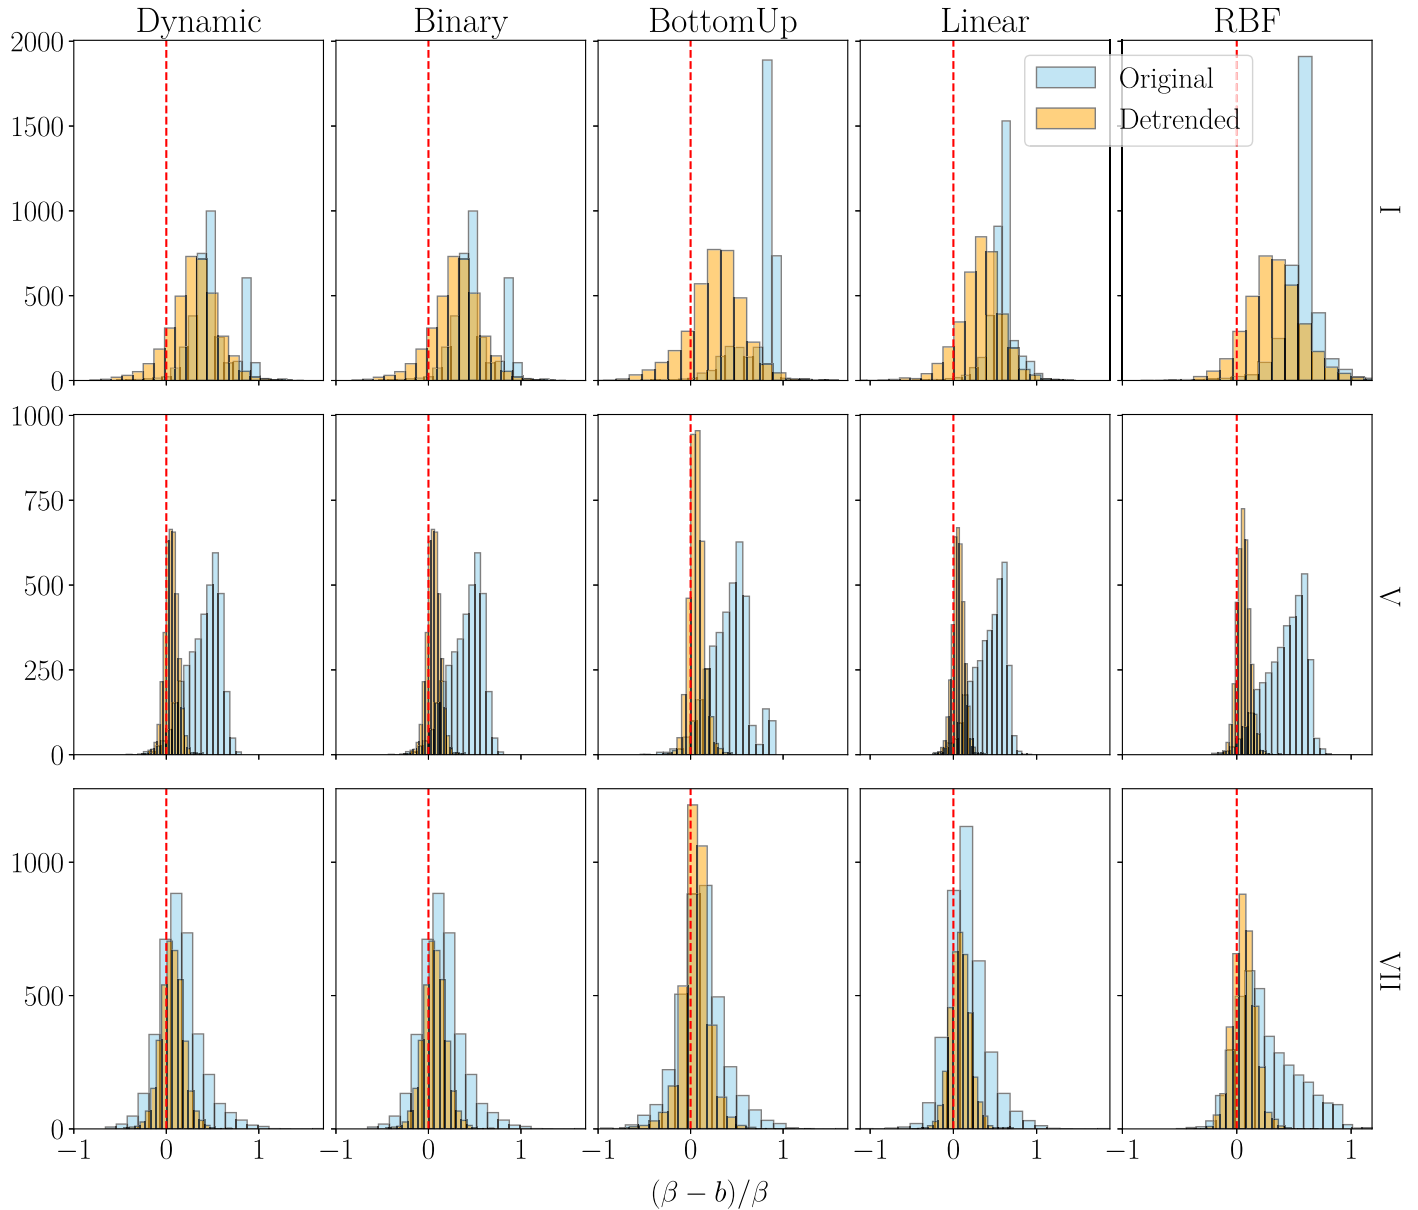 Dynamic Binary BottomUp Linear RBF
2000
1500
1000
500
0
Original
Detrended
I
1000
750
500
250
0
V
1000
500
0
VII
−1 0 1 −1 0 1 −1 0 1 −1 0 1 −1 0 1
(β − b)/β